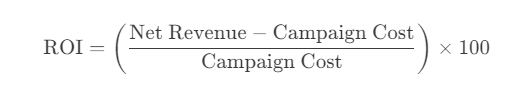 ROI = (Net Revenue − Campaign Cost / Campaign Cost) × 100